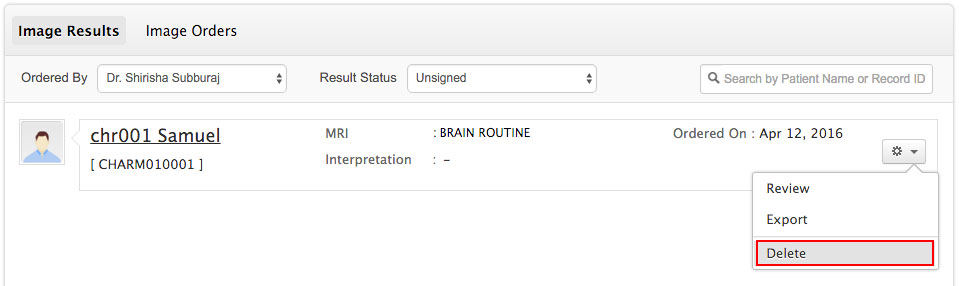 Image Results Image Orders
Ordered By Dr. Shirisha Subburaj Result Status Unsigned Search by Patient Name or Record ID
chr001 Samuel MRI : BRAIN ROUTINE Ordered On : Apr 12, 2016
[ CHARM010001 ] Interpretation : –
Review
Export
Delete